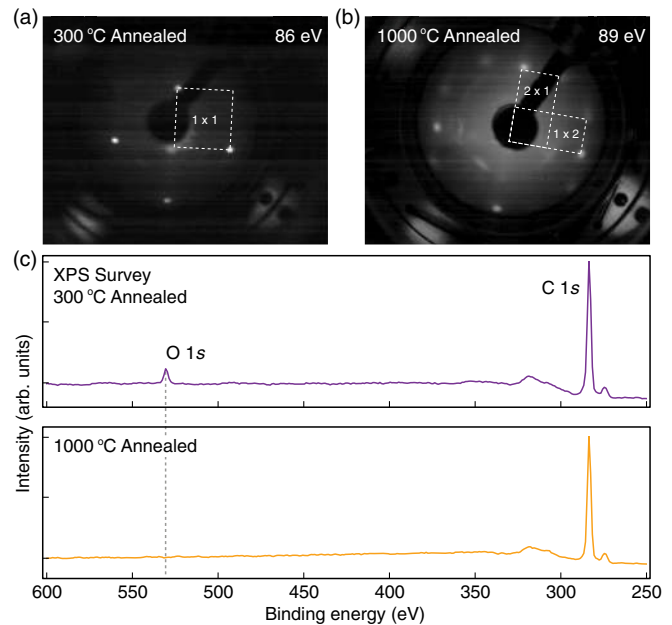 (a)
300 °C Annealed
86 eV
1 x 1
(b)
1000 °C Annealed
89 eV
2 x 1
1 x 2
(c)
XPS Survey
300 °C Annealed
O 1s
C 1s
1000 °C Annealed
Intensity (arb. units)
600 550 500 450 400 350 300 250
Binding energy (eV)